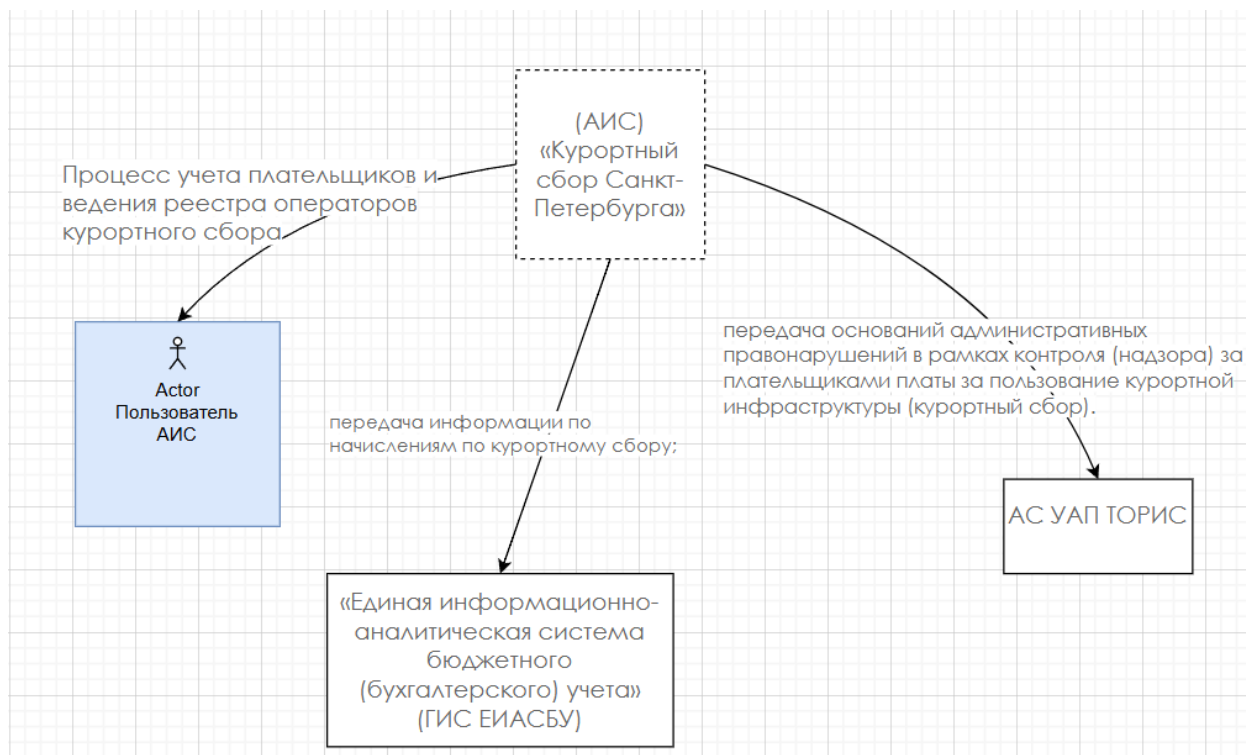 (АИС)
«Курортный
сбор Санкт-
Петербурга»
Процесс учета плательщиков и
ведения реестра операторов
курортного сбора
Actor
Пользователь
АИС
передача информации по
начислениям по курортному сбору;
передача оснований административных
правонарушений в рамках контроля (надзора) за
плательщиками платы за пользование курортной
инфраструктуры (курортный сбор).
АС УАП ТОРИС
«Единая информационно-
аналитическая система
бюджетного
(бухгалтерского) учета»
(ГИС ЕИАСБУ)